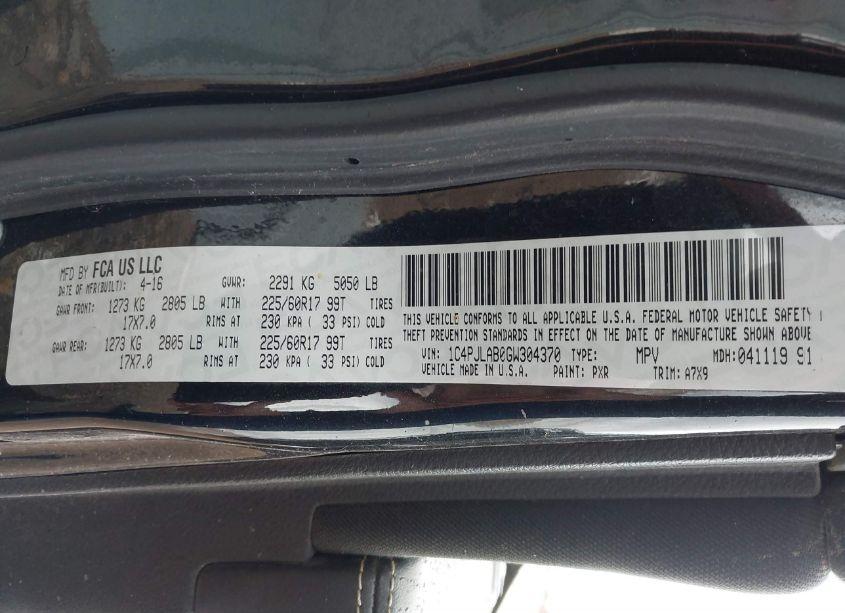 MFD BY FCA US LLC
DATE OF MFR(BUILT): 4-16 GVWR: 2291 KG 5050 LB
GAWR FRONT: 1273 KG 2805 LB WITH 225/60R17 99T TIRES
17X7.0 RIMS AT 230 KPA ( 33 PSI) COLD
GAWR REAR: 1273 KG 2805 LB WITH 225/60R17 99T TIRES
17X7.0 RIMS AT 230 KPA ( 33 PSI) COLD
THIS VEHICLE CONFORMS TO ALL APPLICABLE U.S.A. FEDERAL MOTOR VEHICLE SAFETY
THEFT PREVENTION STANDARDS IN EFFECT ON THE DATE OF MANUFACTURE SHOWN ABOVE
VIN: 1C4PJLAB0GW304370 TYPE: MPV MDH: 041119 91
VEHICLE MADE IN U.S.A. PAINT: PXR TRIM: A7X9